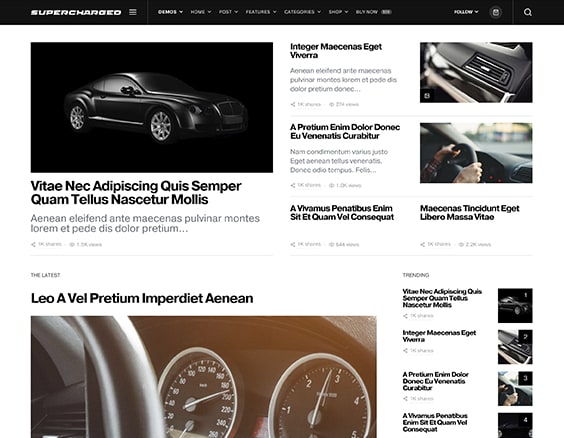 SUPERCHARGED
DEMOS HOME POST FEATURES CATEGORIES SHOP BUY NOW
FOLLOW
Vitae Nec Adipiscing Quis Semper
Quam Tellus Nascetur Mollis
Aenean eleifend ante maecenas pulvinar montes
lorem et pede dis dolor pretium...
1K shares 1.5K views
Integer Maecenas Eget
Viverra
Aenean eleifend ante maecenas
pulvinar montes lorem et pede dis
dolor pretium donec...
1K shares 274 views
A Pretium Enim Dolor Donec
Eu Venenatis Curabitur
Nam condimentum varius justo
Eget aenean tellus venenatis.
Donec odio tempus. Felis...
1K shares 1.0K views
A Vivamus Penatibus Enim
Sit Et Quam Vel Consequat
1K shares 544 views
Maecenas Tincidunt Eget
Libero Massa Vitae
1K shares 2.2K views
THE LATEST
Leo A Vel Pretium Imperdiet Aenean
TRENDING
Vitae Nec Adipiscing Quis
Semper Quam Tellus
Nascetur Mollis
1K shares
1
Integer Maecenas Eget
Viverra
1K shares
2
A Pretium Enim Dolor
Donec Eu Venenatis
Curabitur
1K shares
3
A Vivamus Penatibus
Enim Sit Et Quam Vel
Consequat
4